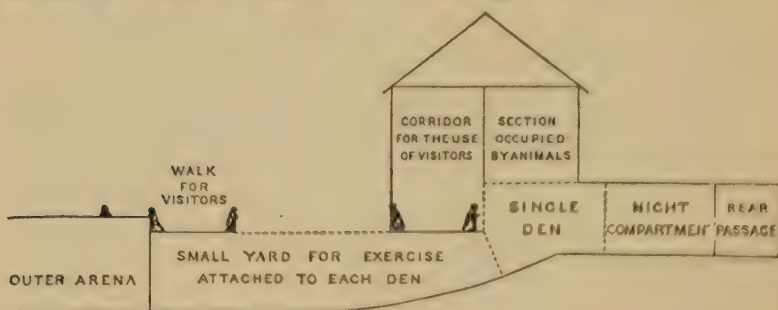 CORRIDOR
FOR THE USE
OF VISITORS
SECTION
OCCUPIED
BY ANIMALS
WALK
FOR
VISITORS
SINGLE
DEN
NIGHT
COMPARTMENT
REAR
PASSAGE
OUTER ARENA
SMALL YARD FOR EXERCISE
ATTACHED TO EACH DEN